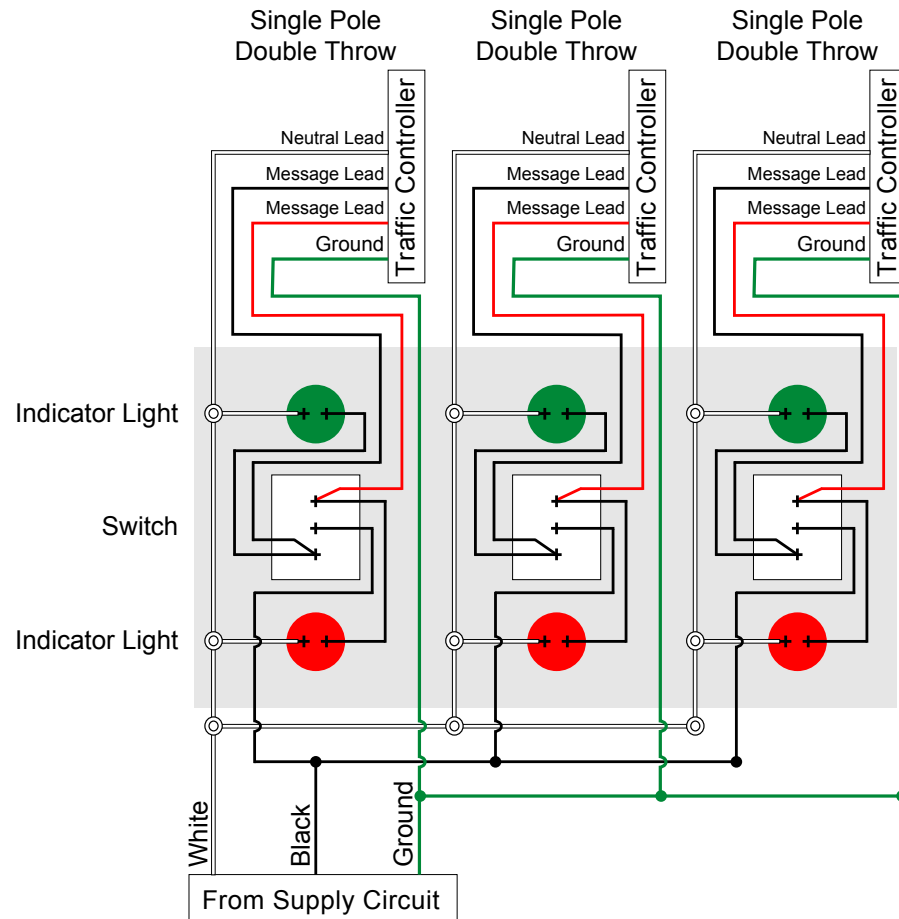 Single Pole
Double Throw
Single Pole
Double Throw
Single Pole
Double Throw
Neutral Lead
Message Lead
Message Lead
Ground
Traffic Controller
Neutral Lead
Message Lead
Message Lead
Ground
Traffic Controller
Neutral Lead
Message Lead
Message Lead
Ground
Traffic Controller
Indicator Light
Switch
Indicator Light
White
Black
Ground
From Supply Circuit